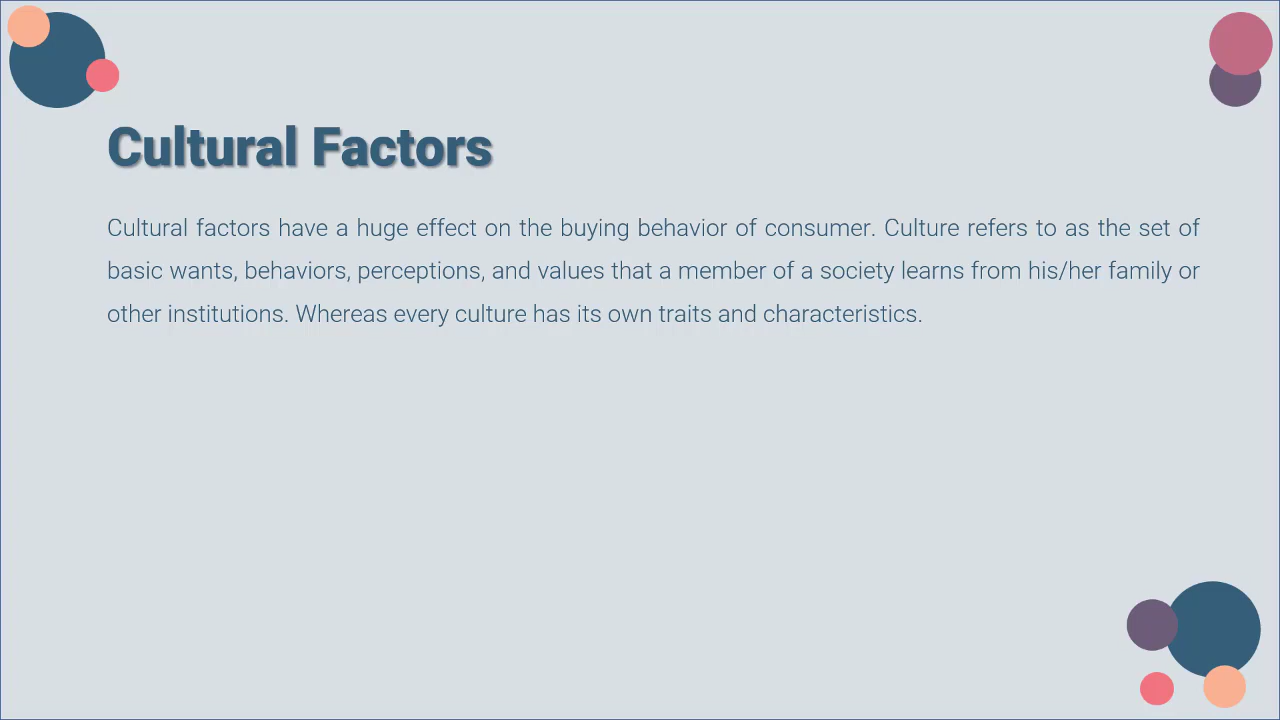 Cultural Factors
Cultural factors have a huge effect on the buying behavior of consumer. Culture refers to as the set of
basic wants, behaviors, perceptions, and values that a member of a society learns from his/her family or
other institutions. Whereas every culture has its own traits and characteristics.